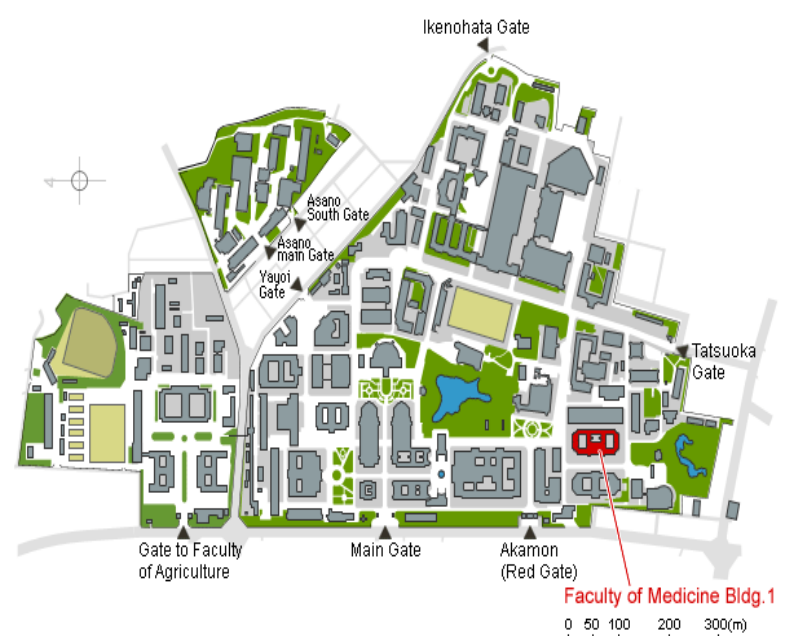 Ikenohata Gate
Asano
South Gate
Asano
main Gate
Yayoi
Gate
Tatsuoka
Gate
Gate to Faculty
of Agriculture
Main Gate
Akamon
(Red Gate)
Faculty of Medicine Bldg.1
0 50 100 200 300(m)